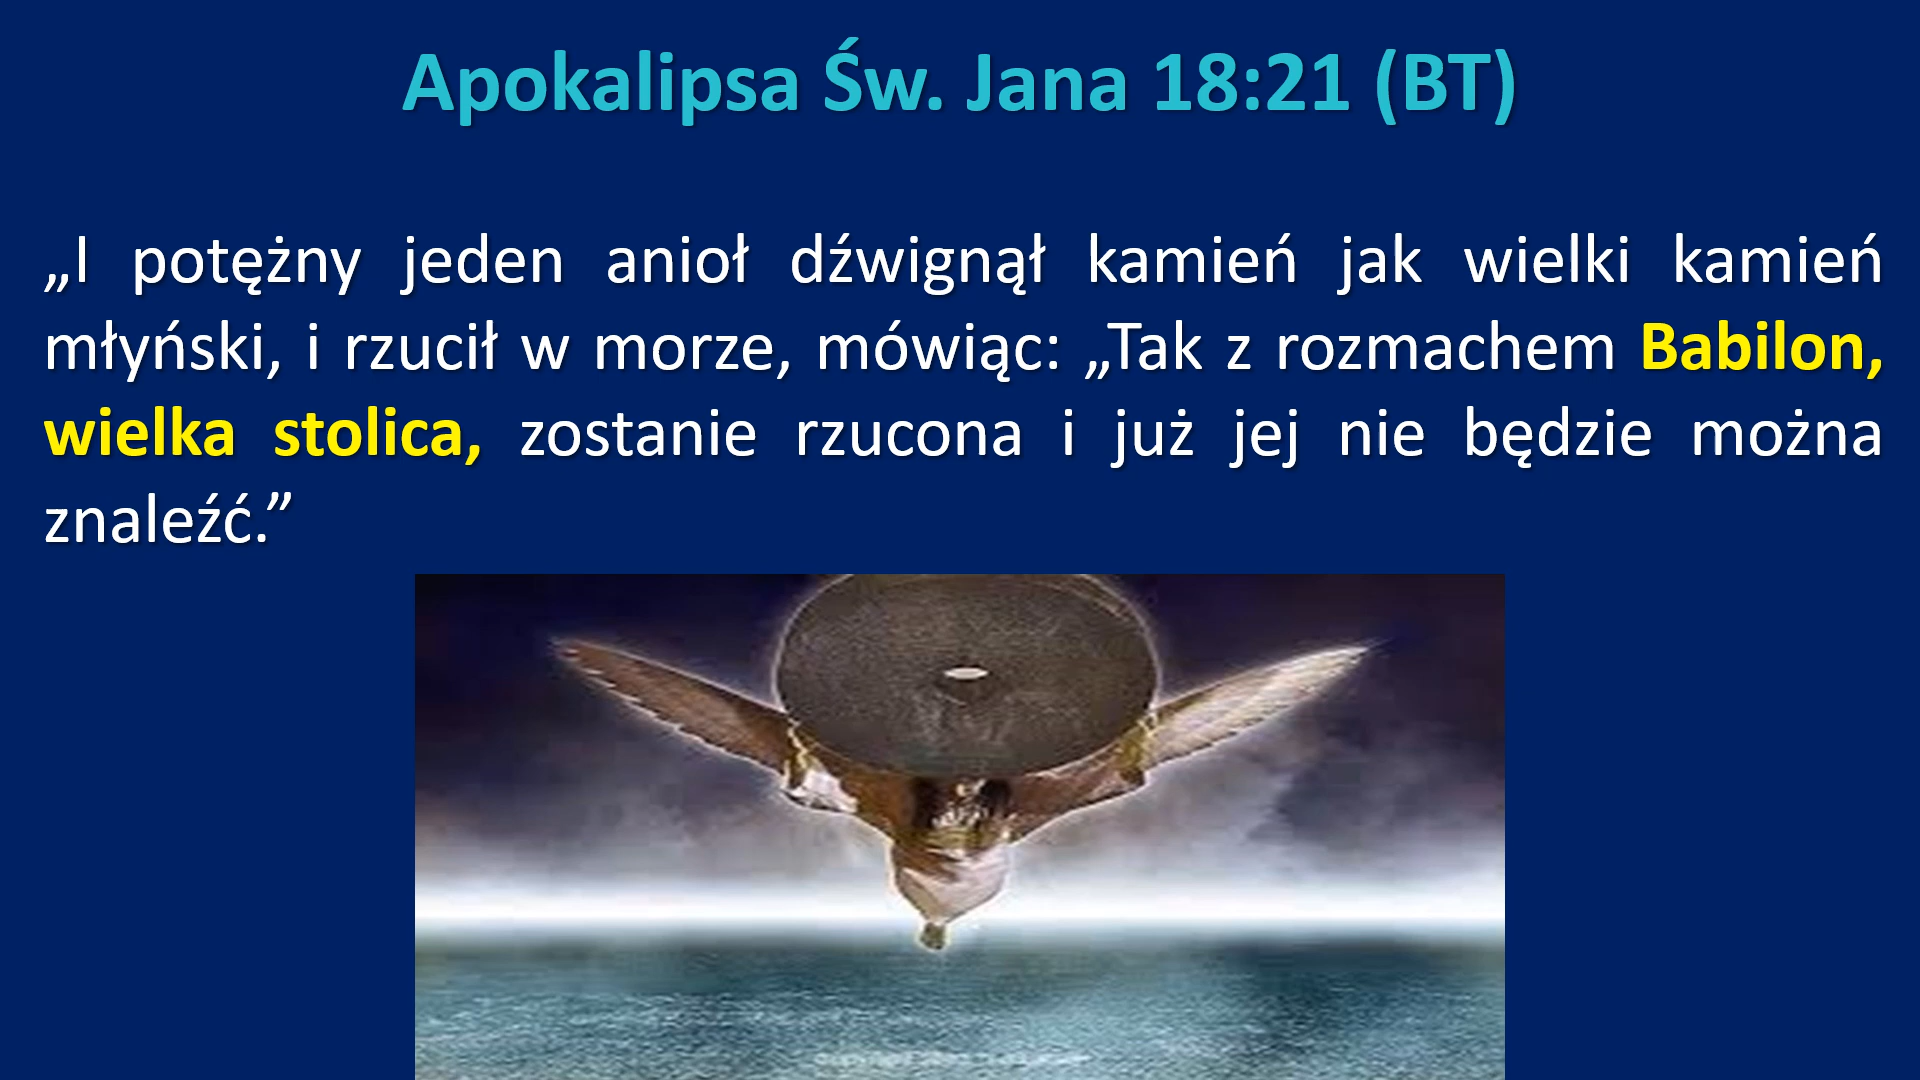 Apokalipsa Św. Jana 18:21 (BT)
„I potężny jeden anioł dźwignął kamień jak wielki kamień
młyński, i rzucił w morze, mówiąc: „Tak z rozmachem Babilon,
wielka stolica, zostanie rzucona i już jej nie będzie można
znaleźć.”